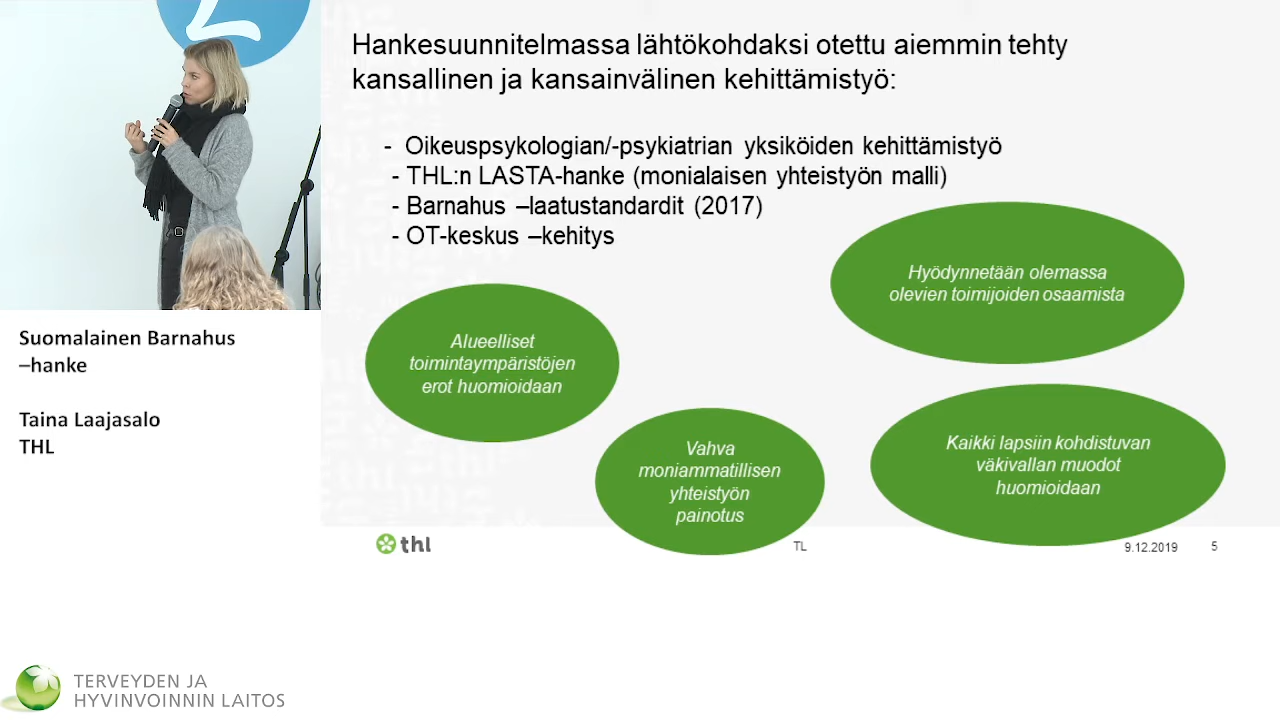 Hankesuunnitelmassa lähtökohdaksi otettu aiemmin tehty
kansallinen ja kansainvälinen kehittämistyö:
- Oikeuspsykologian/-psykiatrian yksiköiden kehittämistyö
- THL:n LASTA-hanke (monialaisen yhteistyön malli)
- Barnahus –laatustandardit (2017)
- OT-keskus –kehitys
Hyödynnetään olemassa
olevien toimijoiden osaamista
Alueelliset
toimintaympäristöjen
erot huomioidaan
Vahva
moniammatillisen
yhteistyön
painotus
Kaikki lapsiin kohdistuvan
väkivallan muodot
huomioidaan
thl
TL
9.12.2019
5
Suomalainen Barnahus
–hanke
Taina Laajasalo
THL
TERVEYDEN JA
HYVINVOINNIN LAITOS